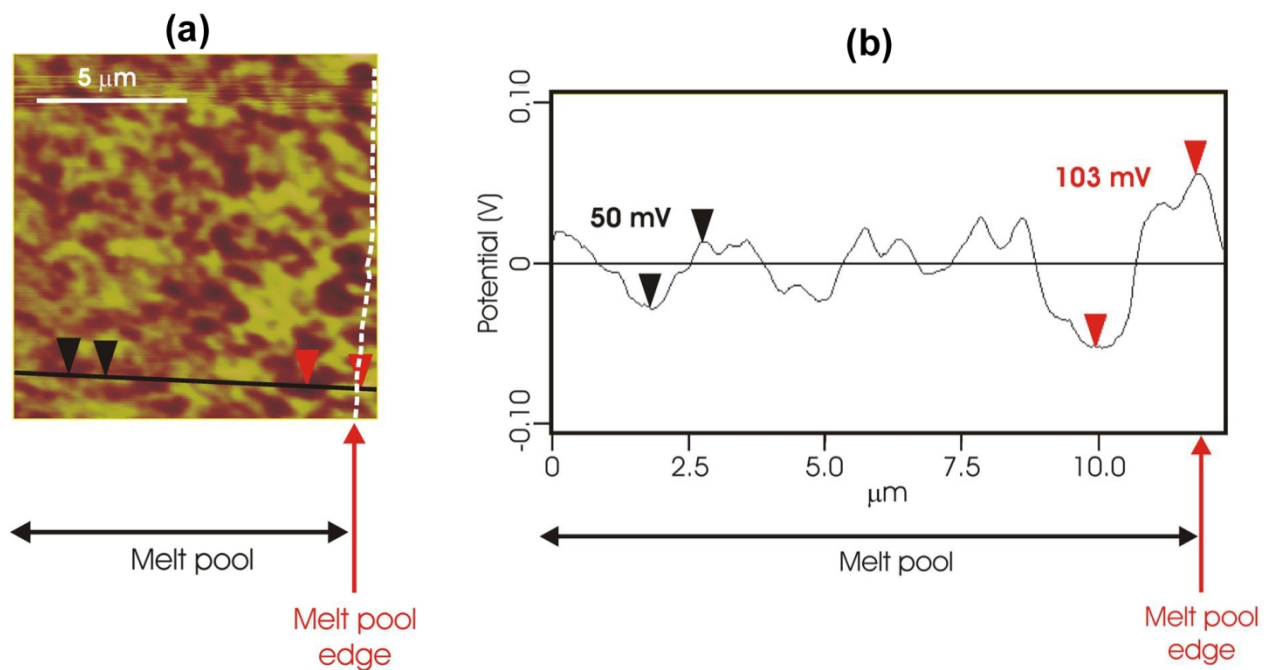 (a)
5 μm
Melt pool
Melt pool
edge
(b)
0,10
0
-0,10
Potential (V)
50 mV
103 mV
0
2.5
5.0
7.5
10.0
μm
Melt pool
Melt pool
edge